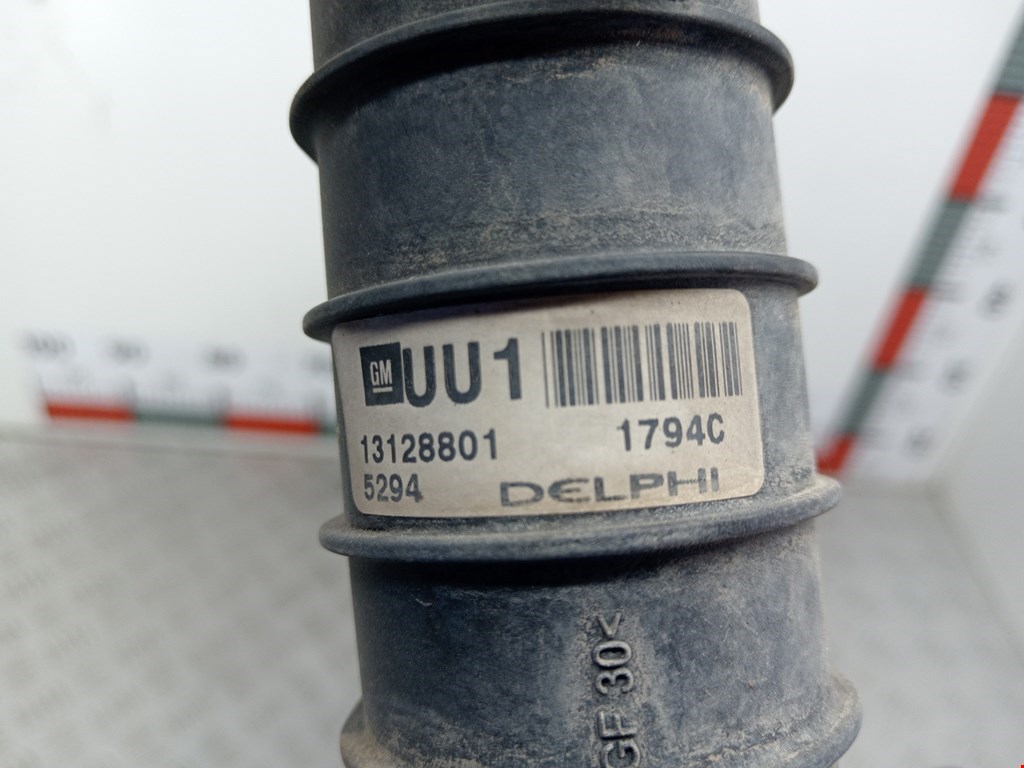 GM UU1
13128801 1794C
5294 DELPHI
GF 30<